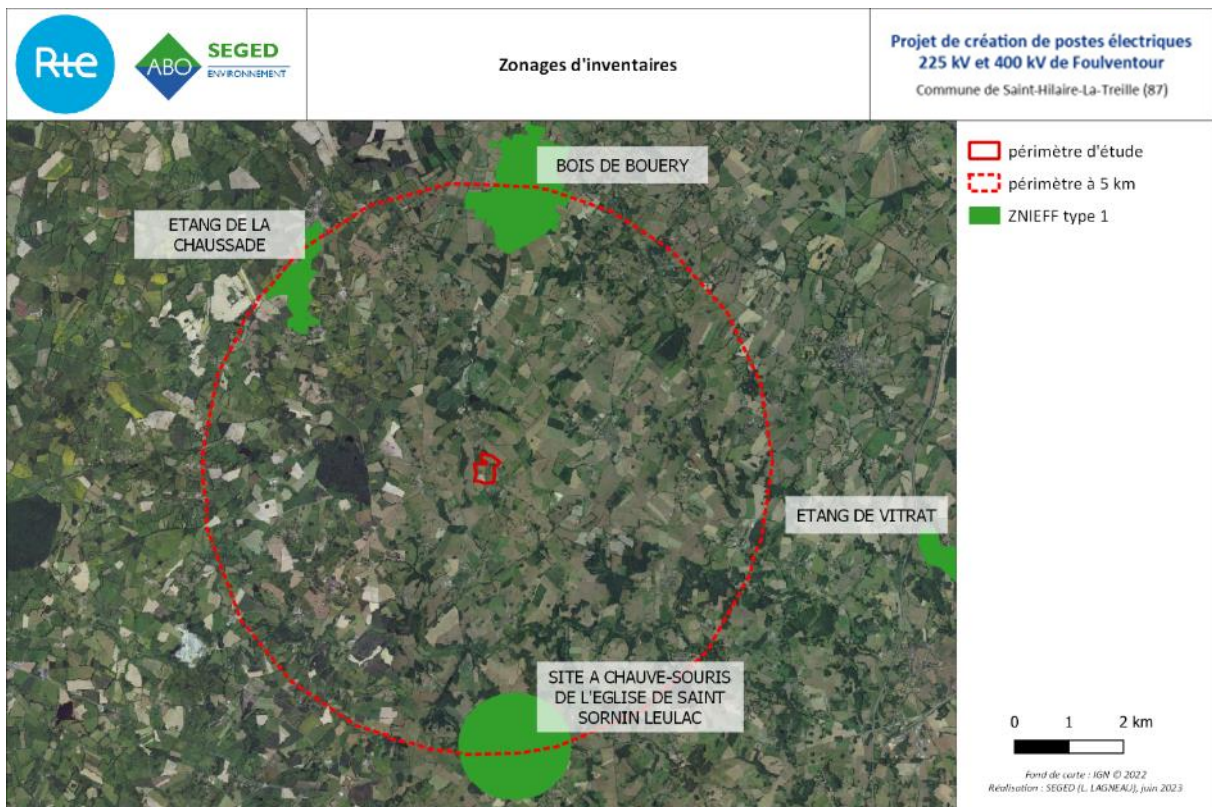 Rte
ABO
SEGED
ENVIRONNEMENT
Zonages d'inventaires
Projet de création de postes électriques
225 kV et 400 kV de Foulventour
Commune de Saint-Hilaire-La-Treille (87)
BOIS DE BOUERY
ETANG DE LA
CHAUSSADE
ETANG DE VITRAT
SITE A CHAUVE-SOURIS
DE L'EGLISE DE SAINT
SORNIN LEULAC
périmètre d'étude
périmètre à 5 km
ZNIEFF type 1
0 1 2 km
Fond de carte : IGN © 2022
Réalisation : SEGED (L. LAGNEAU), juin 2023